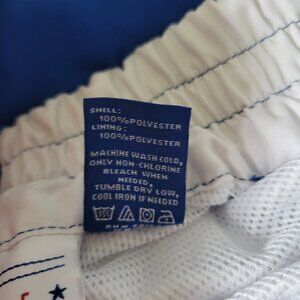 SHELL:
100%POLYESTER
LINING:
100%POLYESTER
MACHINE WASH COLD,
ONLY NON-CHLORINE
BLEACH WHEN
NEEDED,
TUMBLE DRY LOW,
COOL IRON IF NEEDED